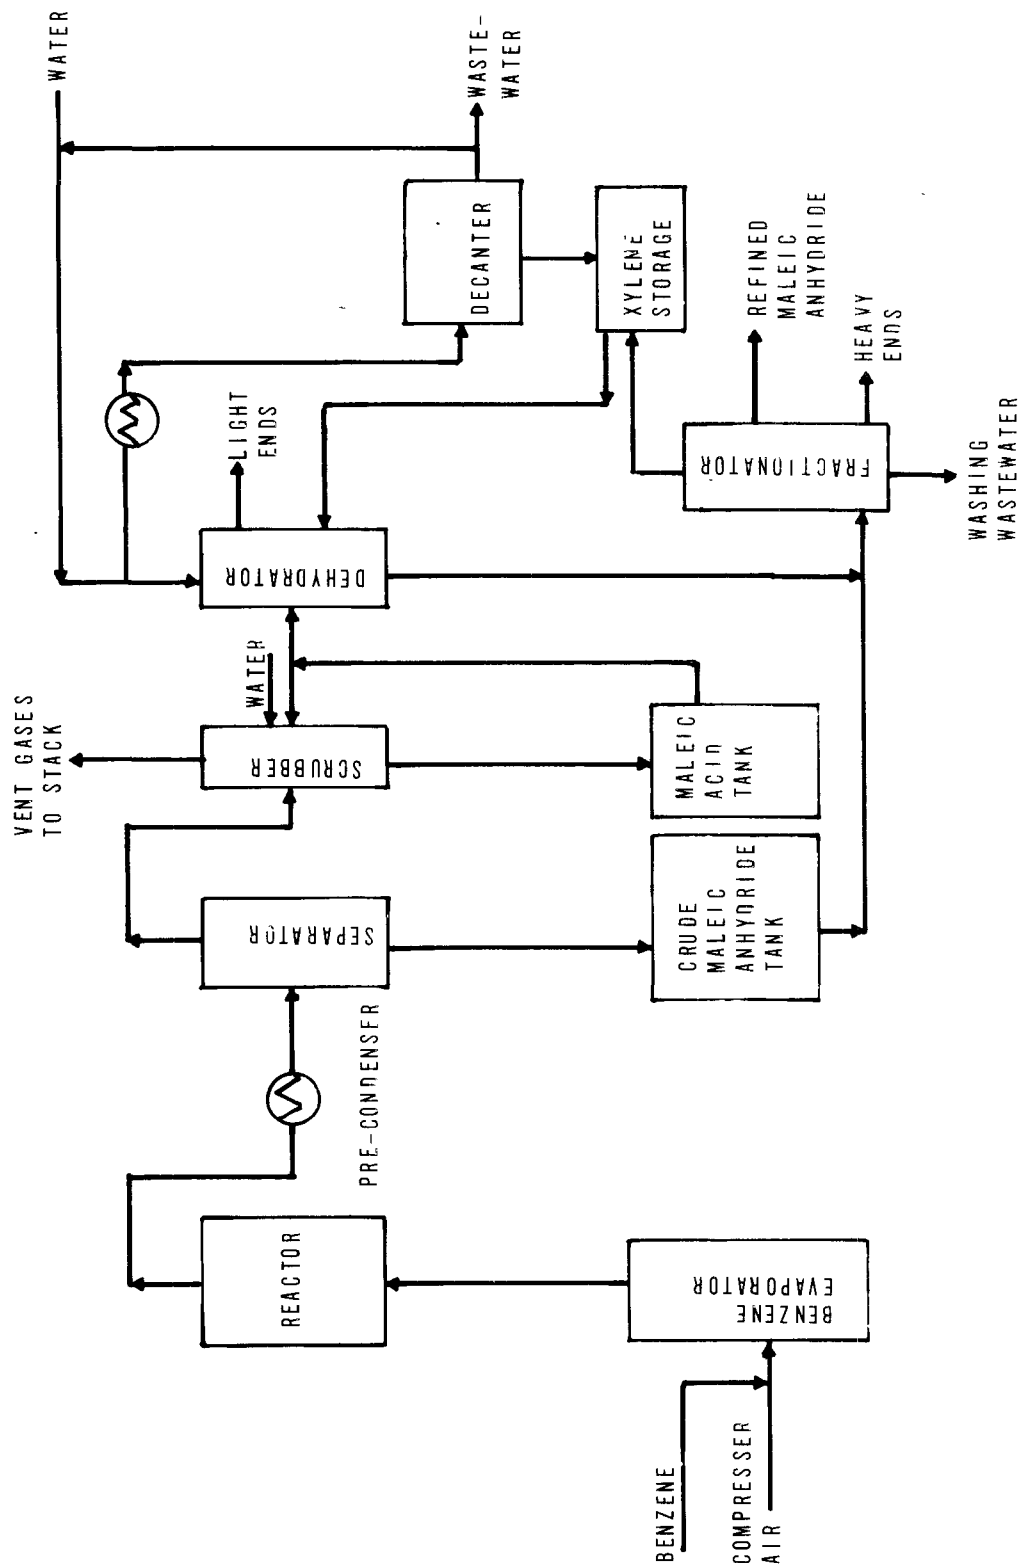 VENT GASES
TO STACK
WATER
WATER
WASTE-
WATER
LIGHT
ENDS
DECANTER
XYLENE
STORAGE
REFINED
MALEIC
ANHYDRIDE
HEAVY
ENDS
WASHING
WASTEWATER
FRACTIONATOR
DEHYDRATOR
SCRUBBER
MALEIC
ACID
TANK
SEPARATOR
CRUDE
MALEIC
ANHYDRIDE
TANK
PRE-CONDENSER
REACTOR
BENZENE
EVAPORATOR
BENZENE
COMPRESSER
AIR